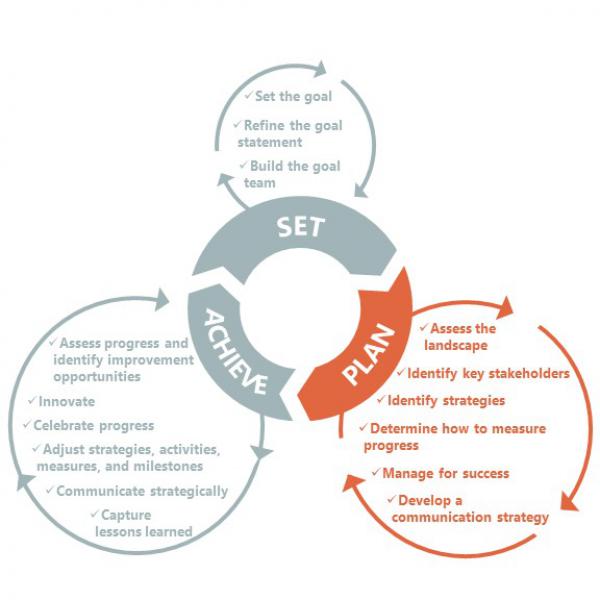 ✓Set the goal
✓Refine the goal
statement
✓Build the goal
team
SET
PLAN
✓Assess the
landscape
✓Identify key stakeholders
✓Identify strategies
✓Determine how to measure
progress
✓Manage for success
✓Develop a
communication strategy
ACHIEVE
✓Assess progress and
identify improvement
opportunities
✓Innovate
✓Celebrate progress
✓Adjust strategies, activities,
measures, and milestones
✓Communicate strategically
✓Capture
lessons learned